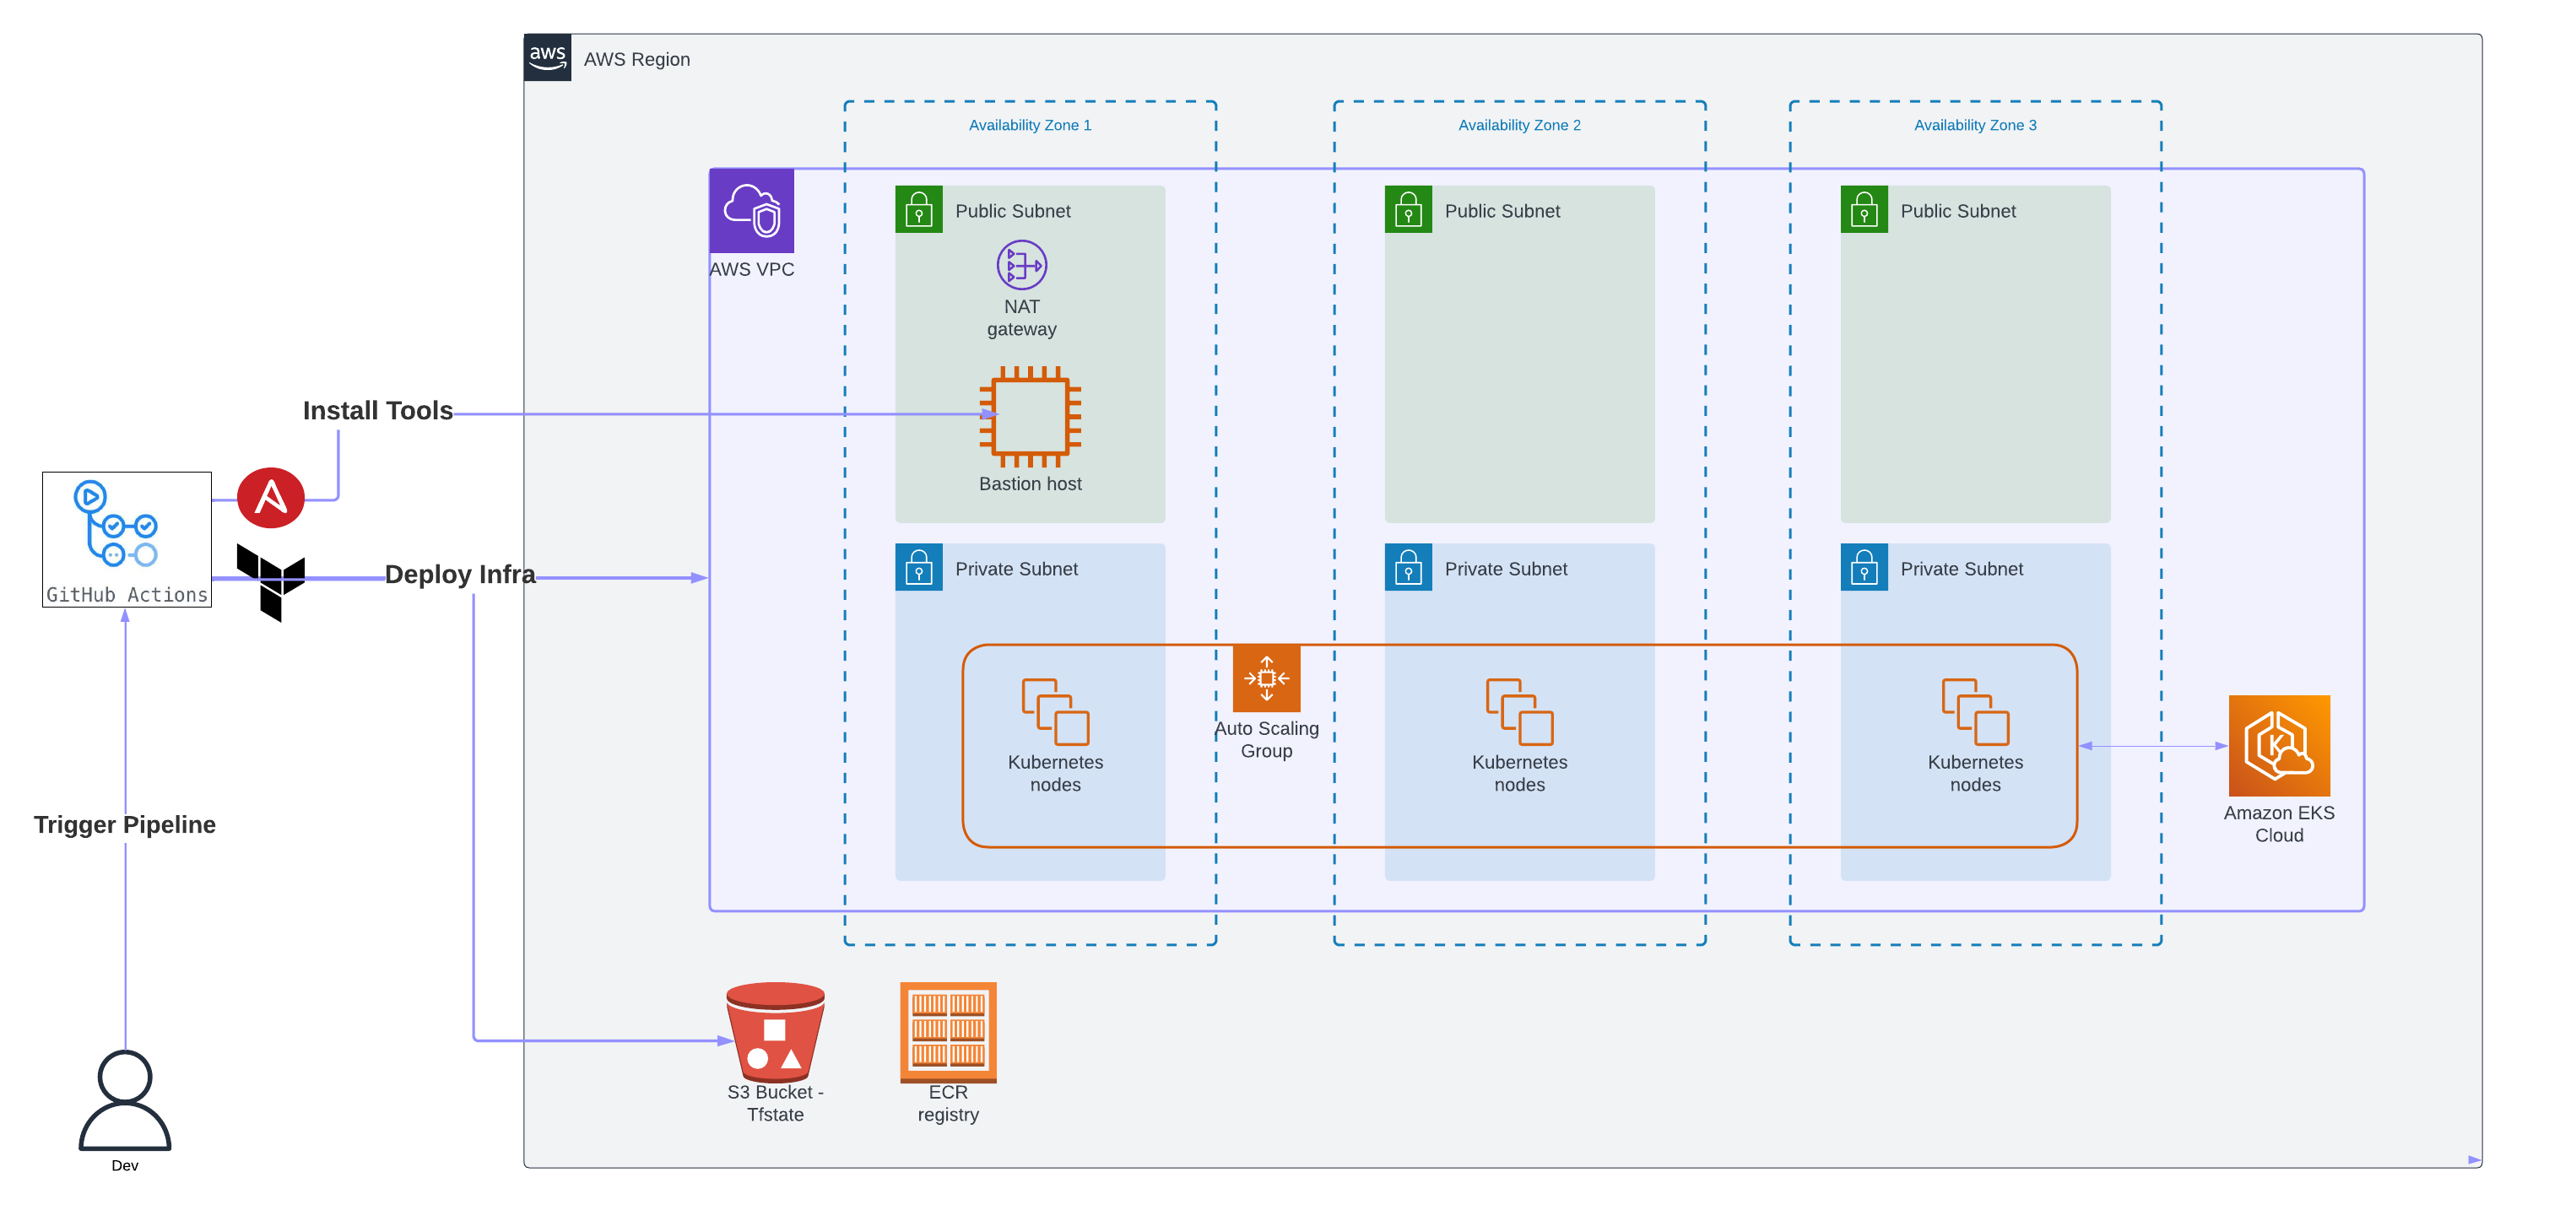 aws
AWS Region
Availability Zone 1
Availability Zone 2
Availability Zone 3
AWS VPC
Public Subnet
Public Subnet
Public Subnet
NAT
gateway
Install Tools
Bastion host
GitHub Actions
Deploy Infra
Private Subnet
Private Subnet
Private Subnet
Auto Scaling
Group
Kubernetes
nodes
Kubernetes
nodes
Kubernetes
nodes
K
Amazon EKS
Cloud
Trigger Pipeline
S3 Bucket -
Tfstate
ECR
registry
Dev